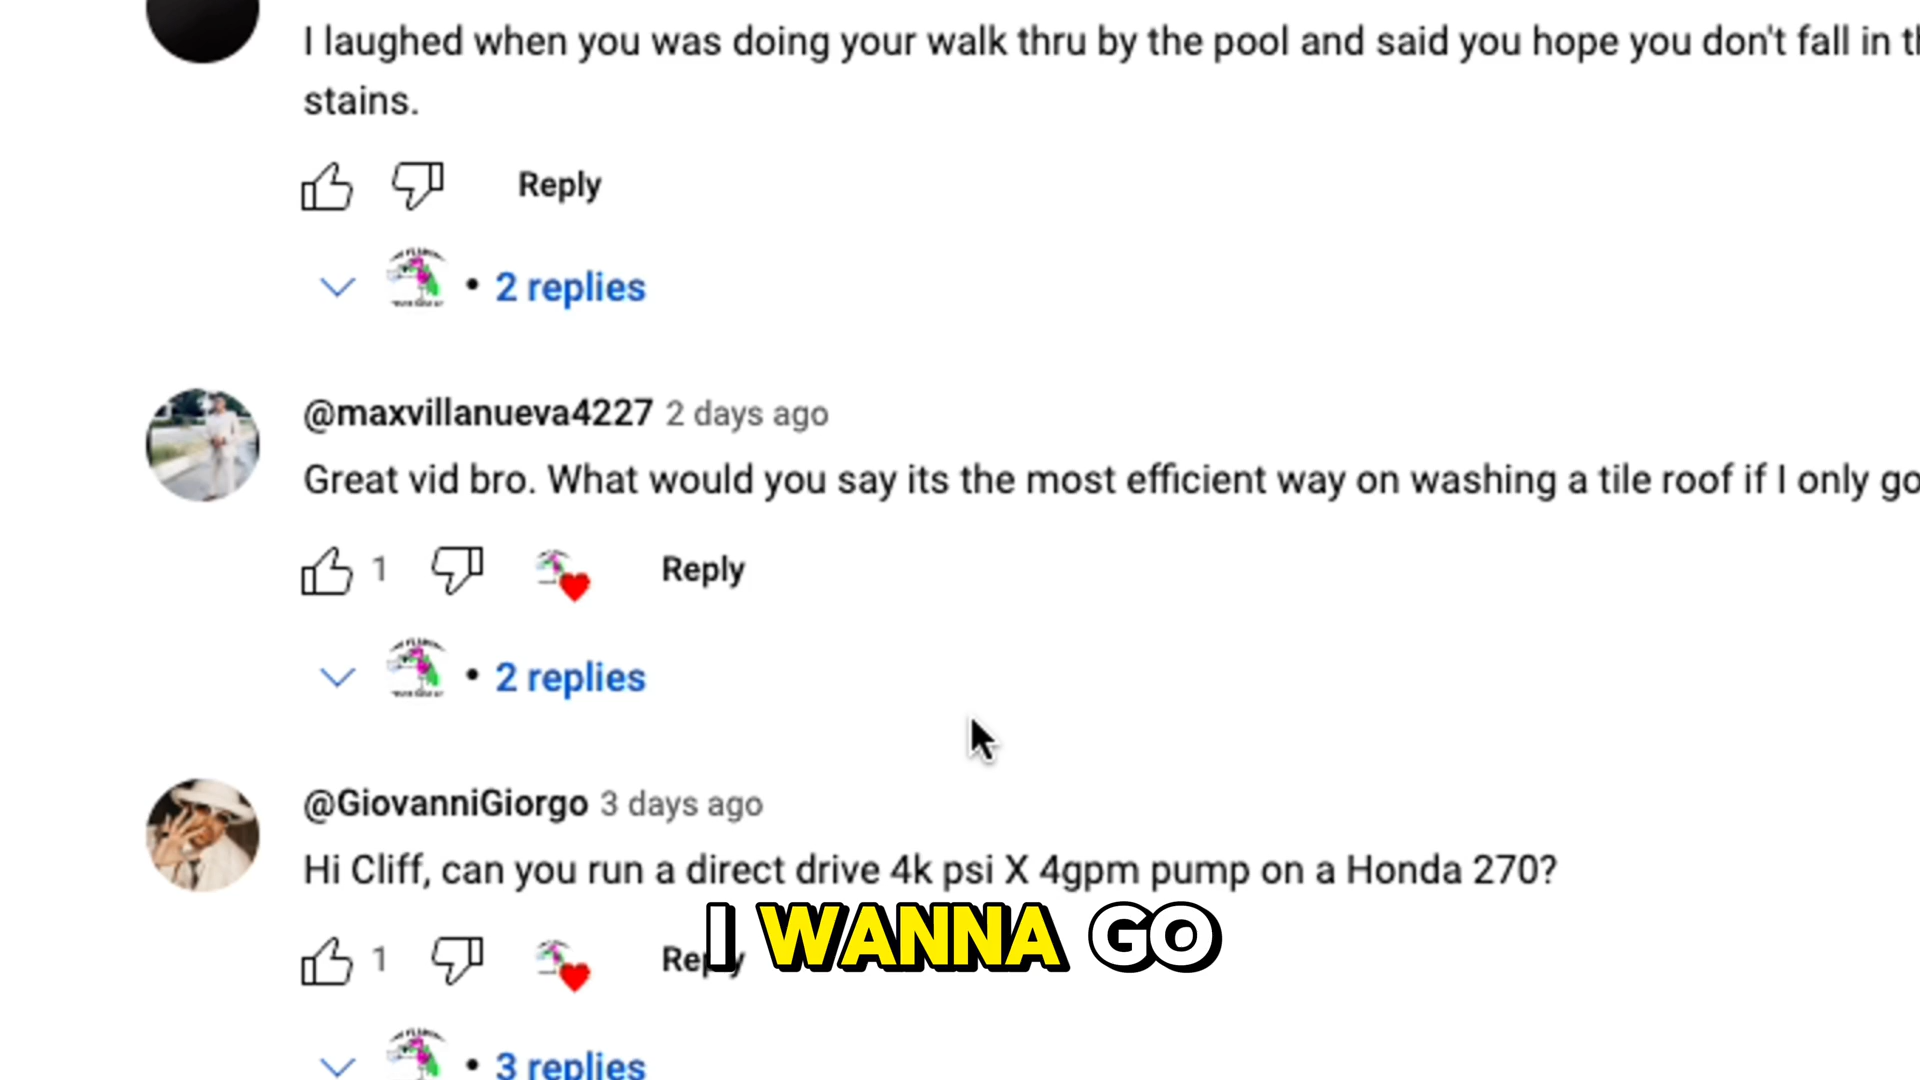 I laughed when you was doing your walk thru by the pool and said you hope you don't fall in
stains.
Reply
• 2 replies
@maxvillanueva4227 2 days ago
Great vid bro. What would you say its the most efficient way on washing a tile roof if I only
1
Reply
• 2 replies
@GiovanniGiorgo 3 days ago
Hi Cliff, can you run a direct drive 4k psi X 4gpm pump on a Honda 270?
I WANNA GO
1
Reply
• 3 replies